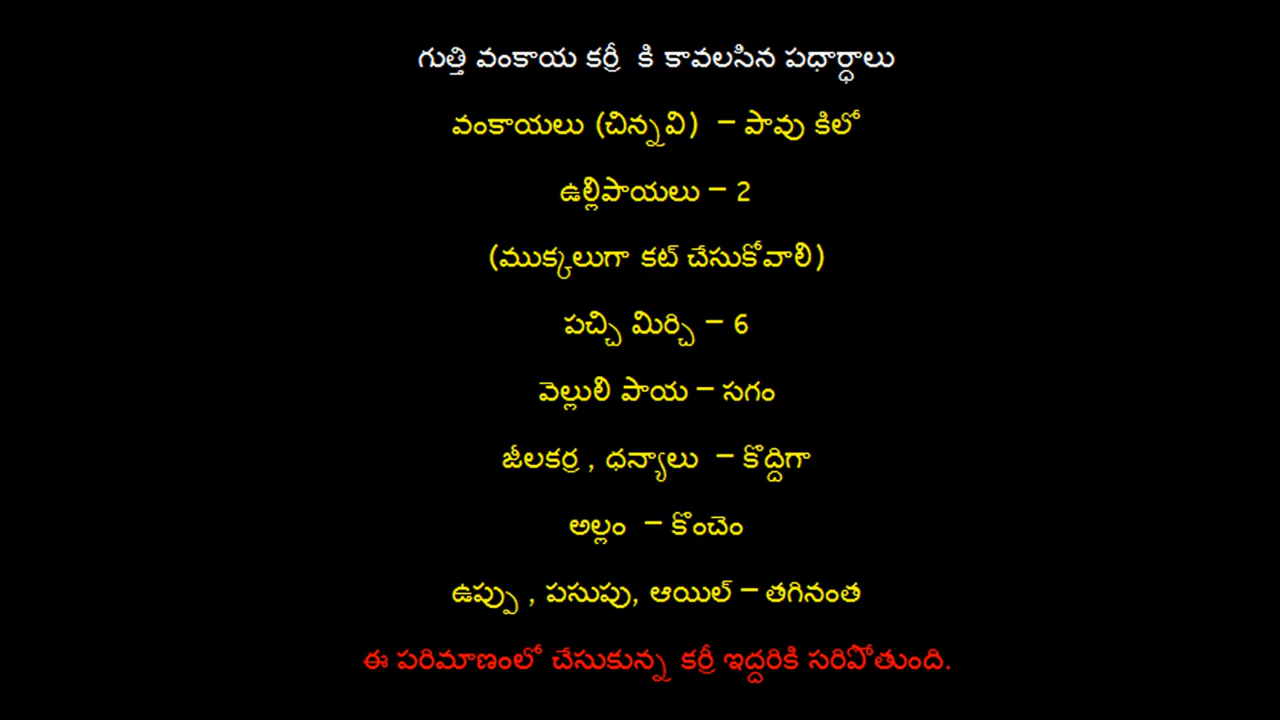 గుత్తి వంకాయ కర్రీ కి కావలసిన పధార్ధాలు
వంకాయలు (చిన్నవి) – పావు కిలో
ఉల్లిపాయలు – 2
(ముక్కలుగా కట్ చేసుకోవాలి)
పచ్చి మిర్చి – 6
వెల్లులి పాయ – సగం
జీలకర్ర , ధన్యాలు – కొద్దిగా
అల్లం – కొంచెం
ఉప్పు , పసుపు, ఆయిల్ – తగినంత
ఈ పరిమాణంలో చేసుకున్న కర్రీ ఇద్దరికి సరిపోతుంది.